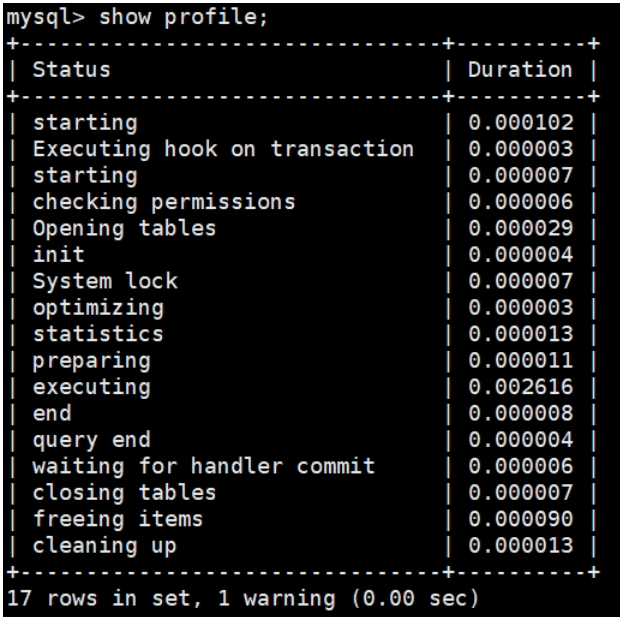 mysql> show profile;
+--------------------------------+----------+
| Status                         | Duration |
+--------------------------------+----------+
| starting                       | 0.000102 |
| Executing hook on transaction  | 0.000003 |
| starting                       | 0.000007 |
| checking permissions           | 0.000006 |
| Opening tables                 | 0.000029 |
| init                           | 0.000004 |
| System lock                    | 0.000007 |
| optimizing                     | 0.000003 |
| statistics                     | 0.000013 |
| preparing                      | 0.000011 |
| executing                      | 0.002616 |
| end                            | 0.000008 |
| query end                      | 0.000004 |
| waiting for handler commit     | 0.000006 |
| closing tables                 | 0.000007 |
| freeing items                  | 0.000090 |
| cleaning up                    | 0.000013 |
+--------------------------------+----------+
17 rows in set, 1 warning (0.00 sec)